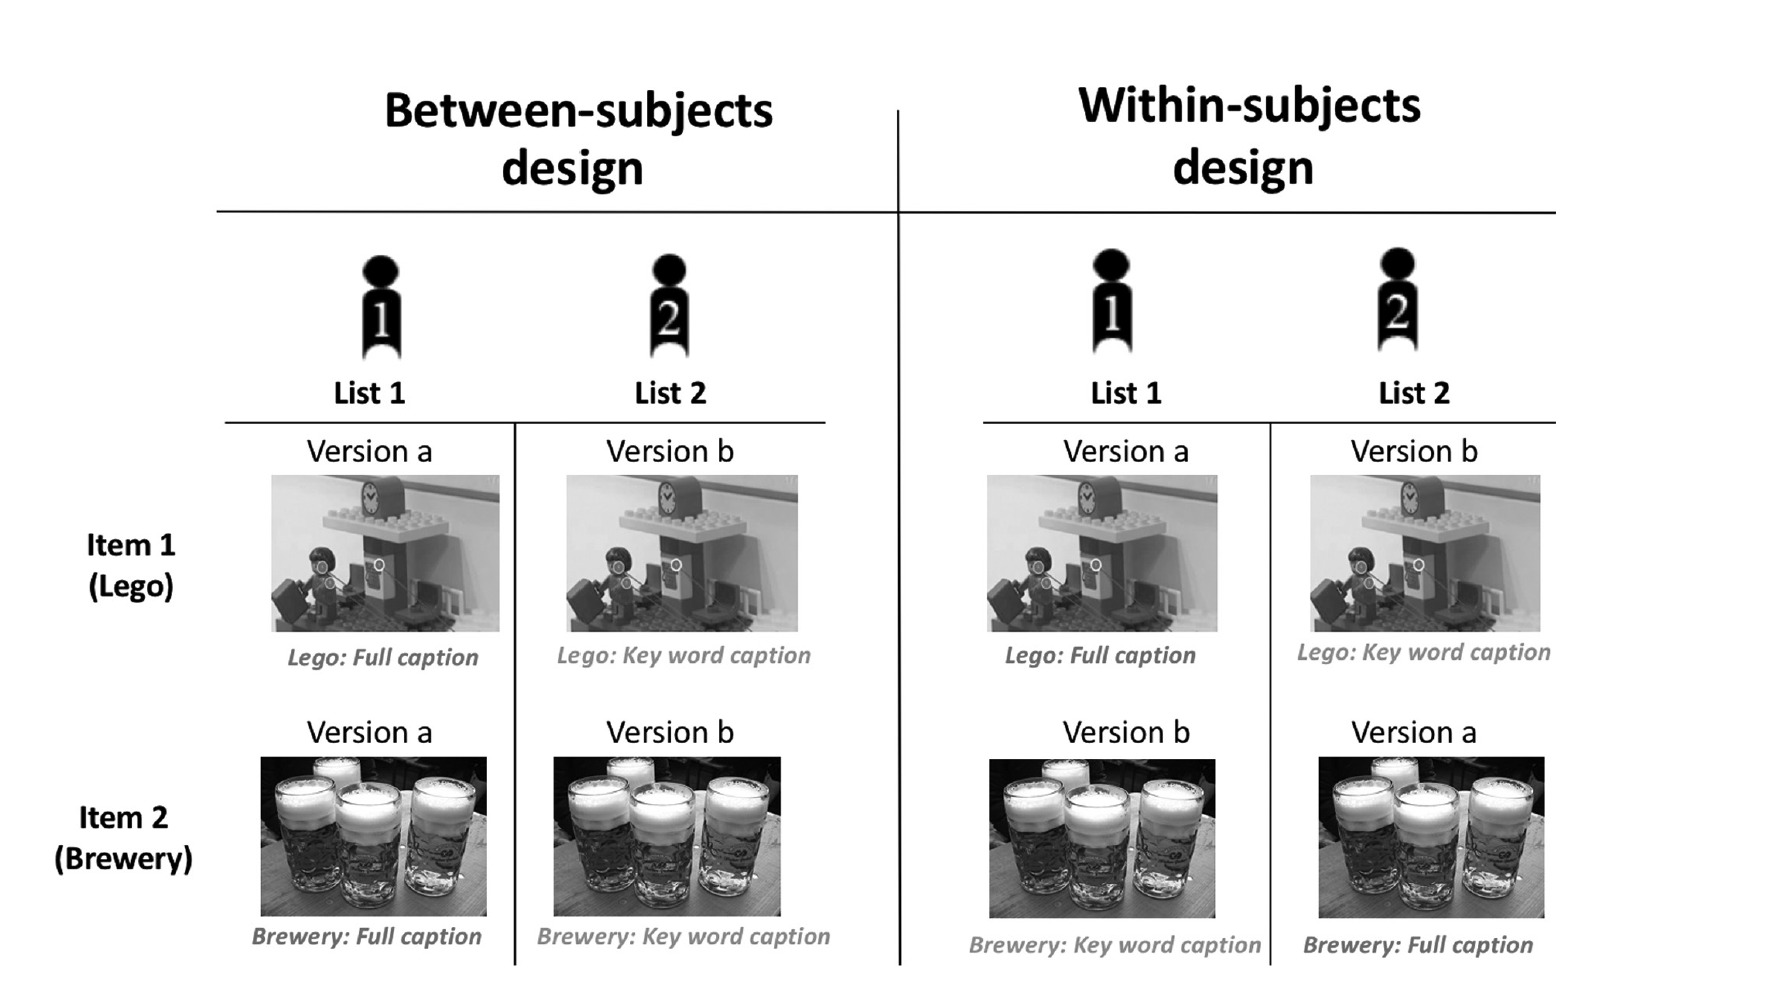 Between-subjects
design
Within-subjects
design
1
2
1
2
List 1
List 2
List 1
List 2
Version a
Version b
Version a
Version b
Item 1
(Lego)
Lego: Full caption
Lego: Key word caption
Lego: Full caption
Lego: Key word caption
Version a
Version b
Version b
Version a
Item 2
(Brewery)
Brewery: Full caption
Brewery: Key word caption
Brewery: Key word caption
Brewery: Full caption